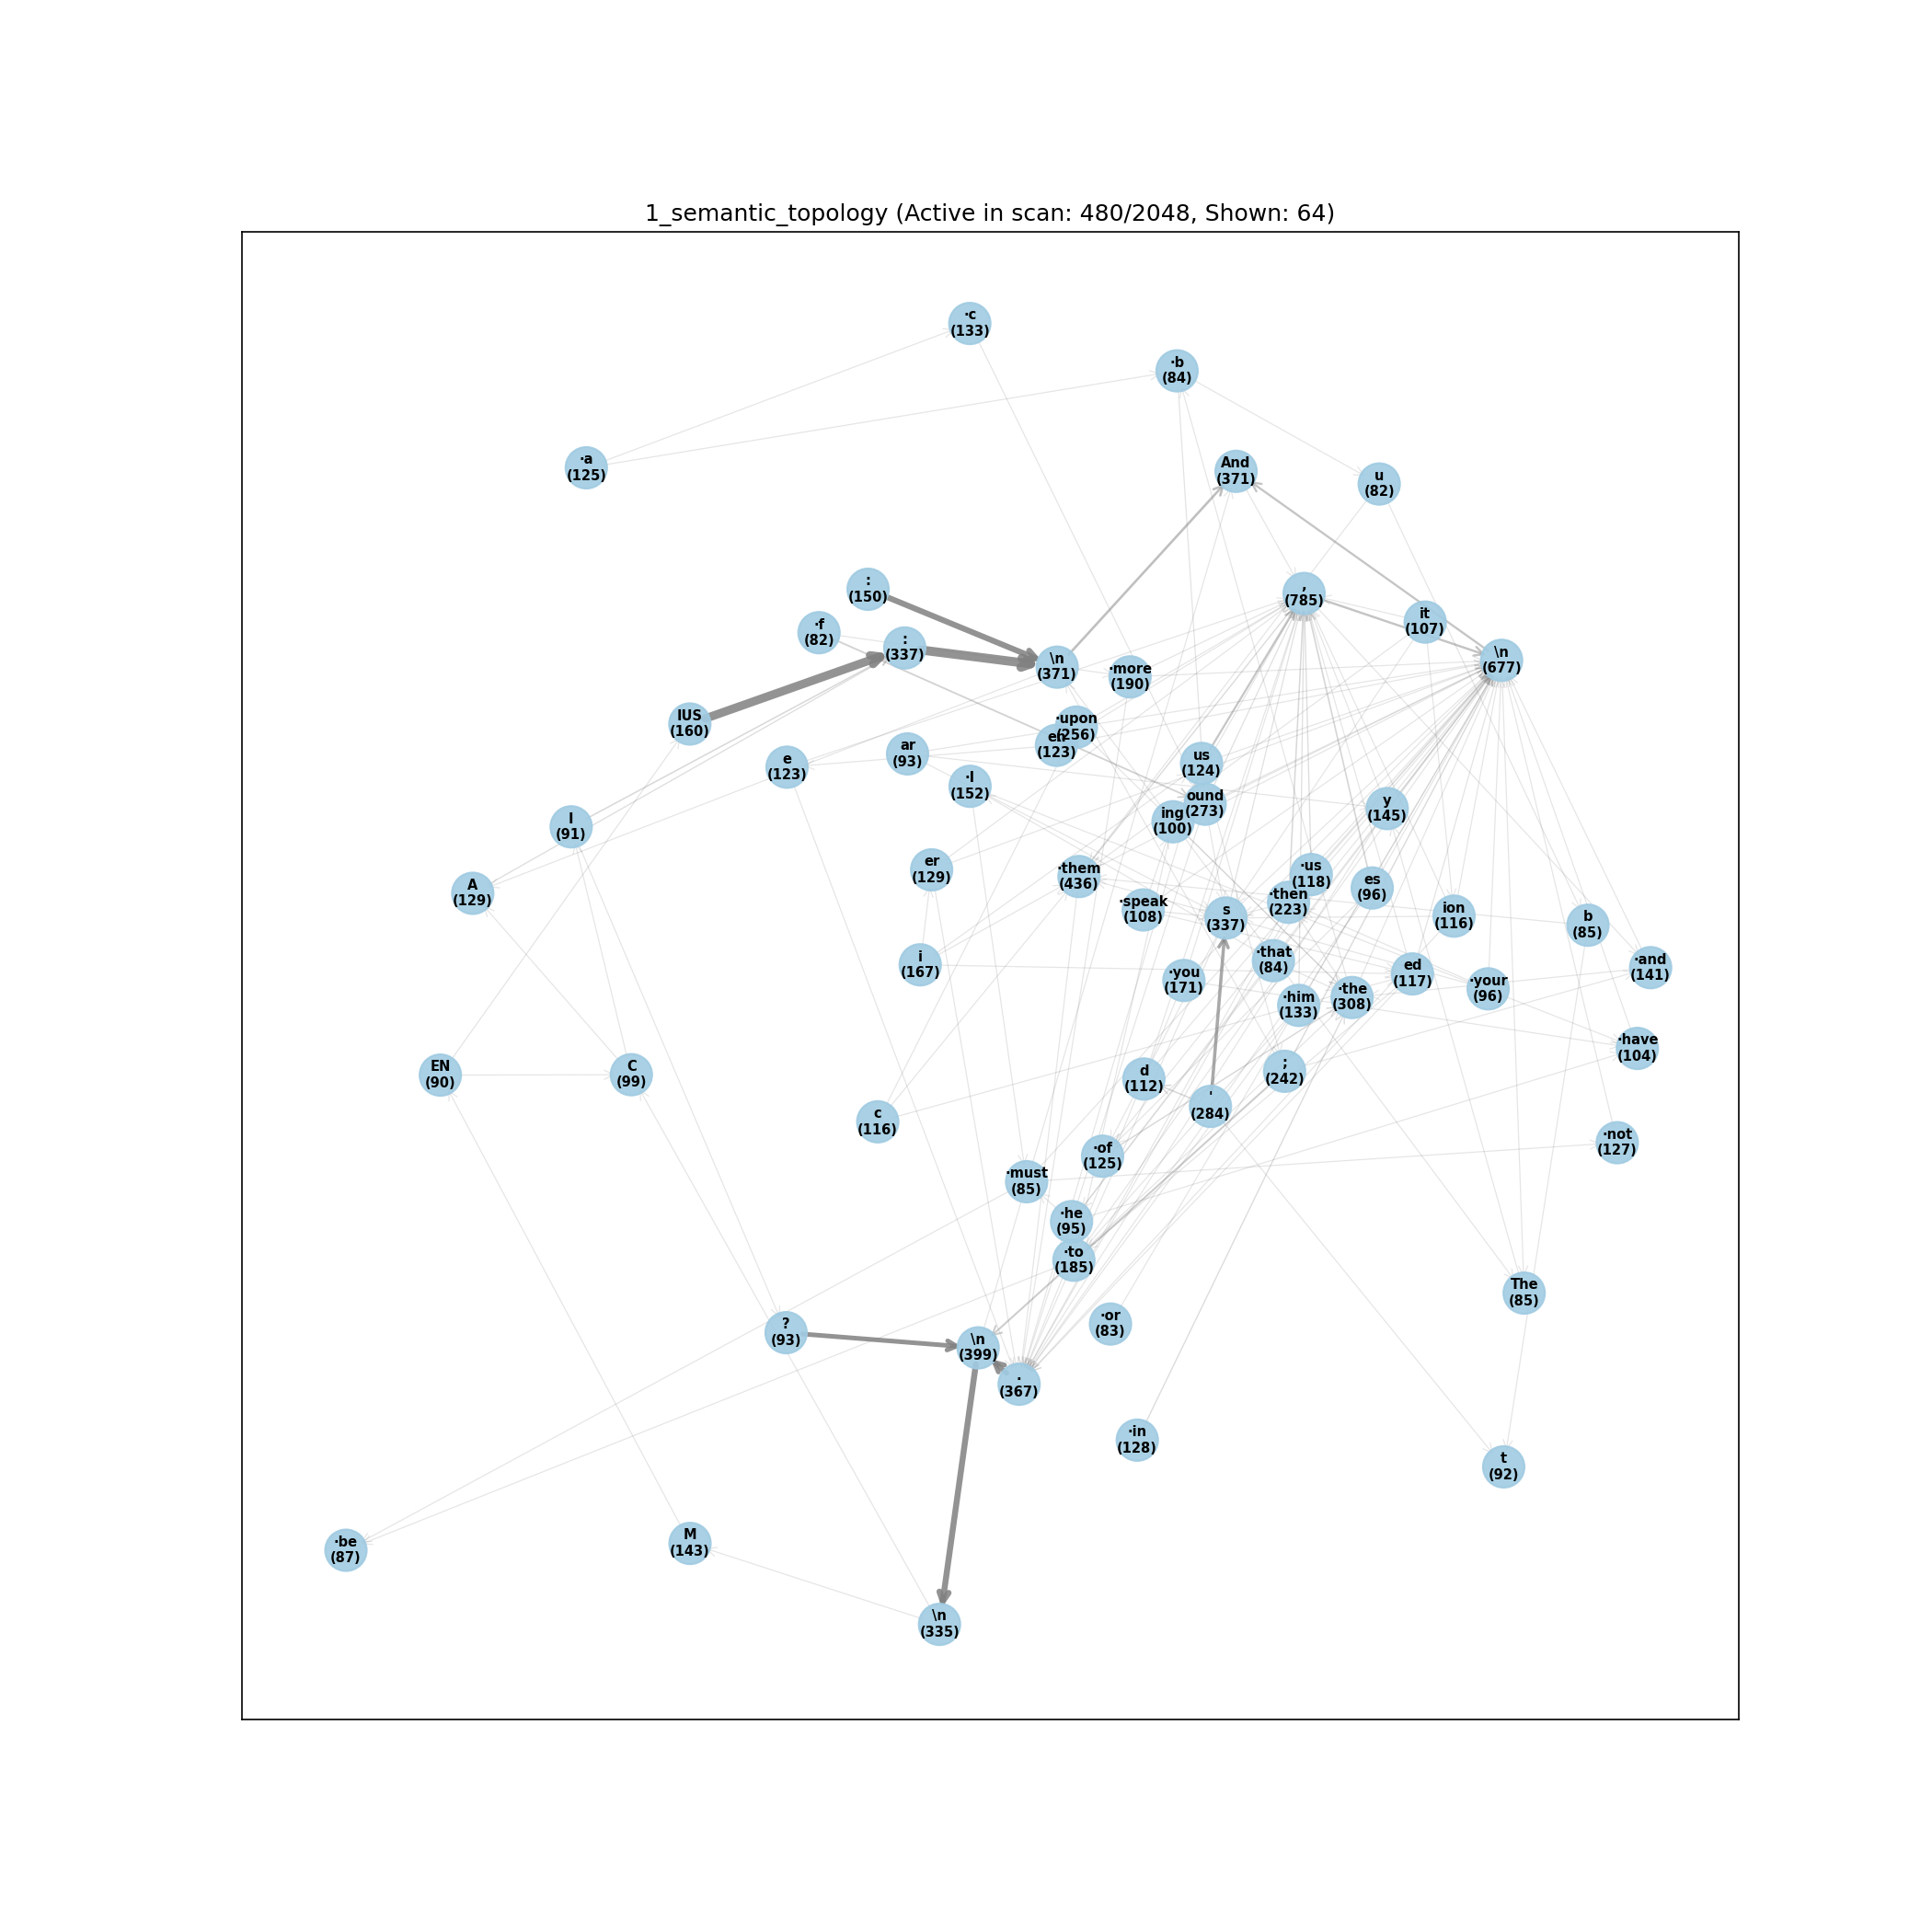 1_semantic_topology (Active in scan: 480/2048, Shown: 64)
·c
(133)
·b
(84)
·a
(125)
And
(371)
u
(82)
:
(150)
,
(785)
·f
(82)
it
(107)
:
(337)
\n
(371)
\n
(677)
·more
(190)
IUS
(160)
·upon
(256)
en
(123)
ar
(93)
e
(123)
us
(124)
·I
(152)
ound
(273)
y
(145)
ing
(100)
I
(91)
er
(129)
·them
(436)
·us
(118)
es
(96)
A
(129)
·then
(223)
·speak
(108)
s
(337)
ion
(116)
b
(85)
·that
(84)
i
(167)
·and
(141)
ed
(117)
·you
(171)
·your
(96)
·the
(308)
·him
(133)
·have
(104)
;
(242)
EN
(90)
C
(99)
d
(112)
'
(284)
c
(116)
·not
(127)
·of
(125)
·must
(85)
·he
(95)
·to
(185)
The
(85)
·or
(83)
?
(93)
\n
(399)
.
(367)
·in
(128)
t
(92)
M
(143)
·be
(87)
\n
(335)